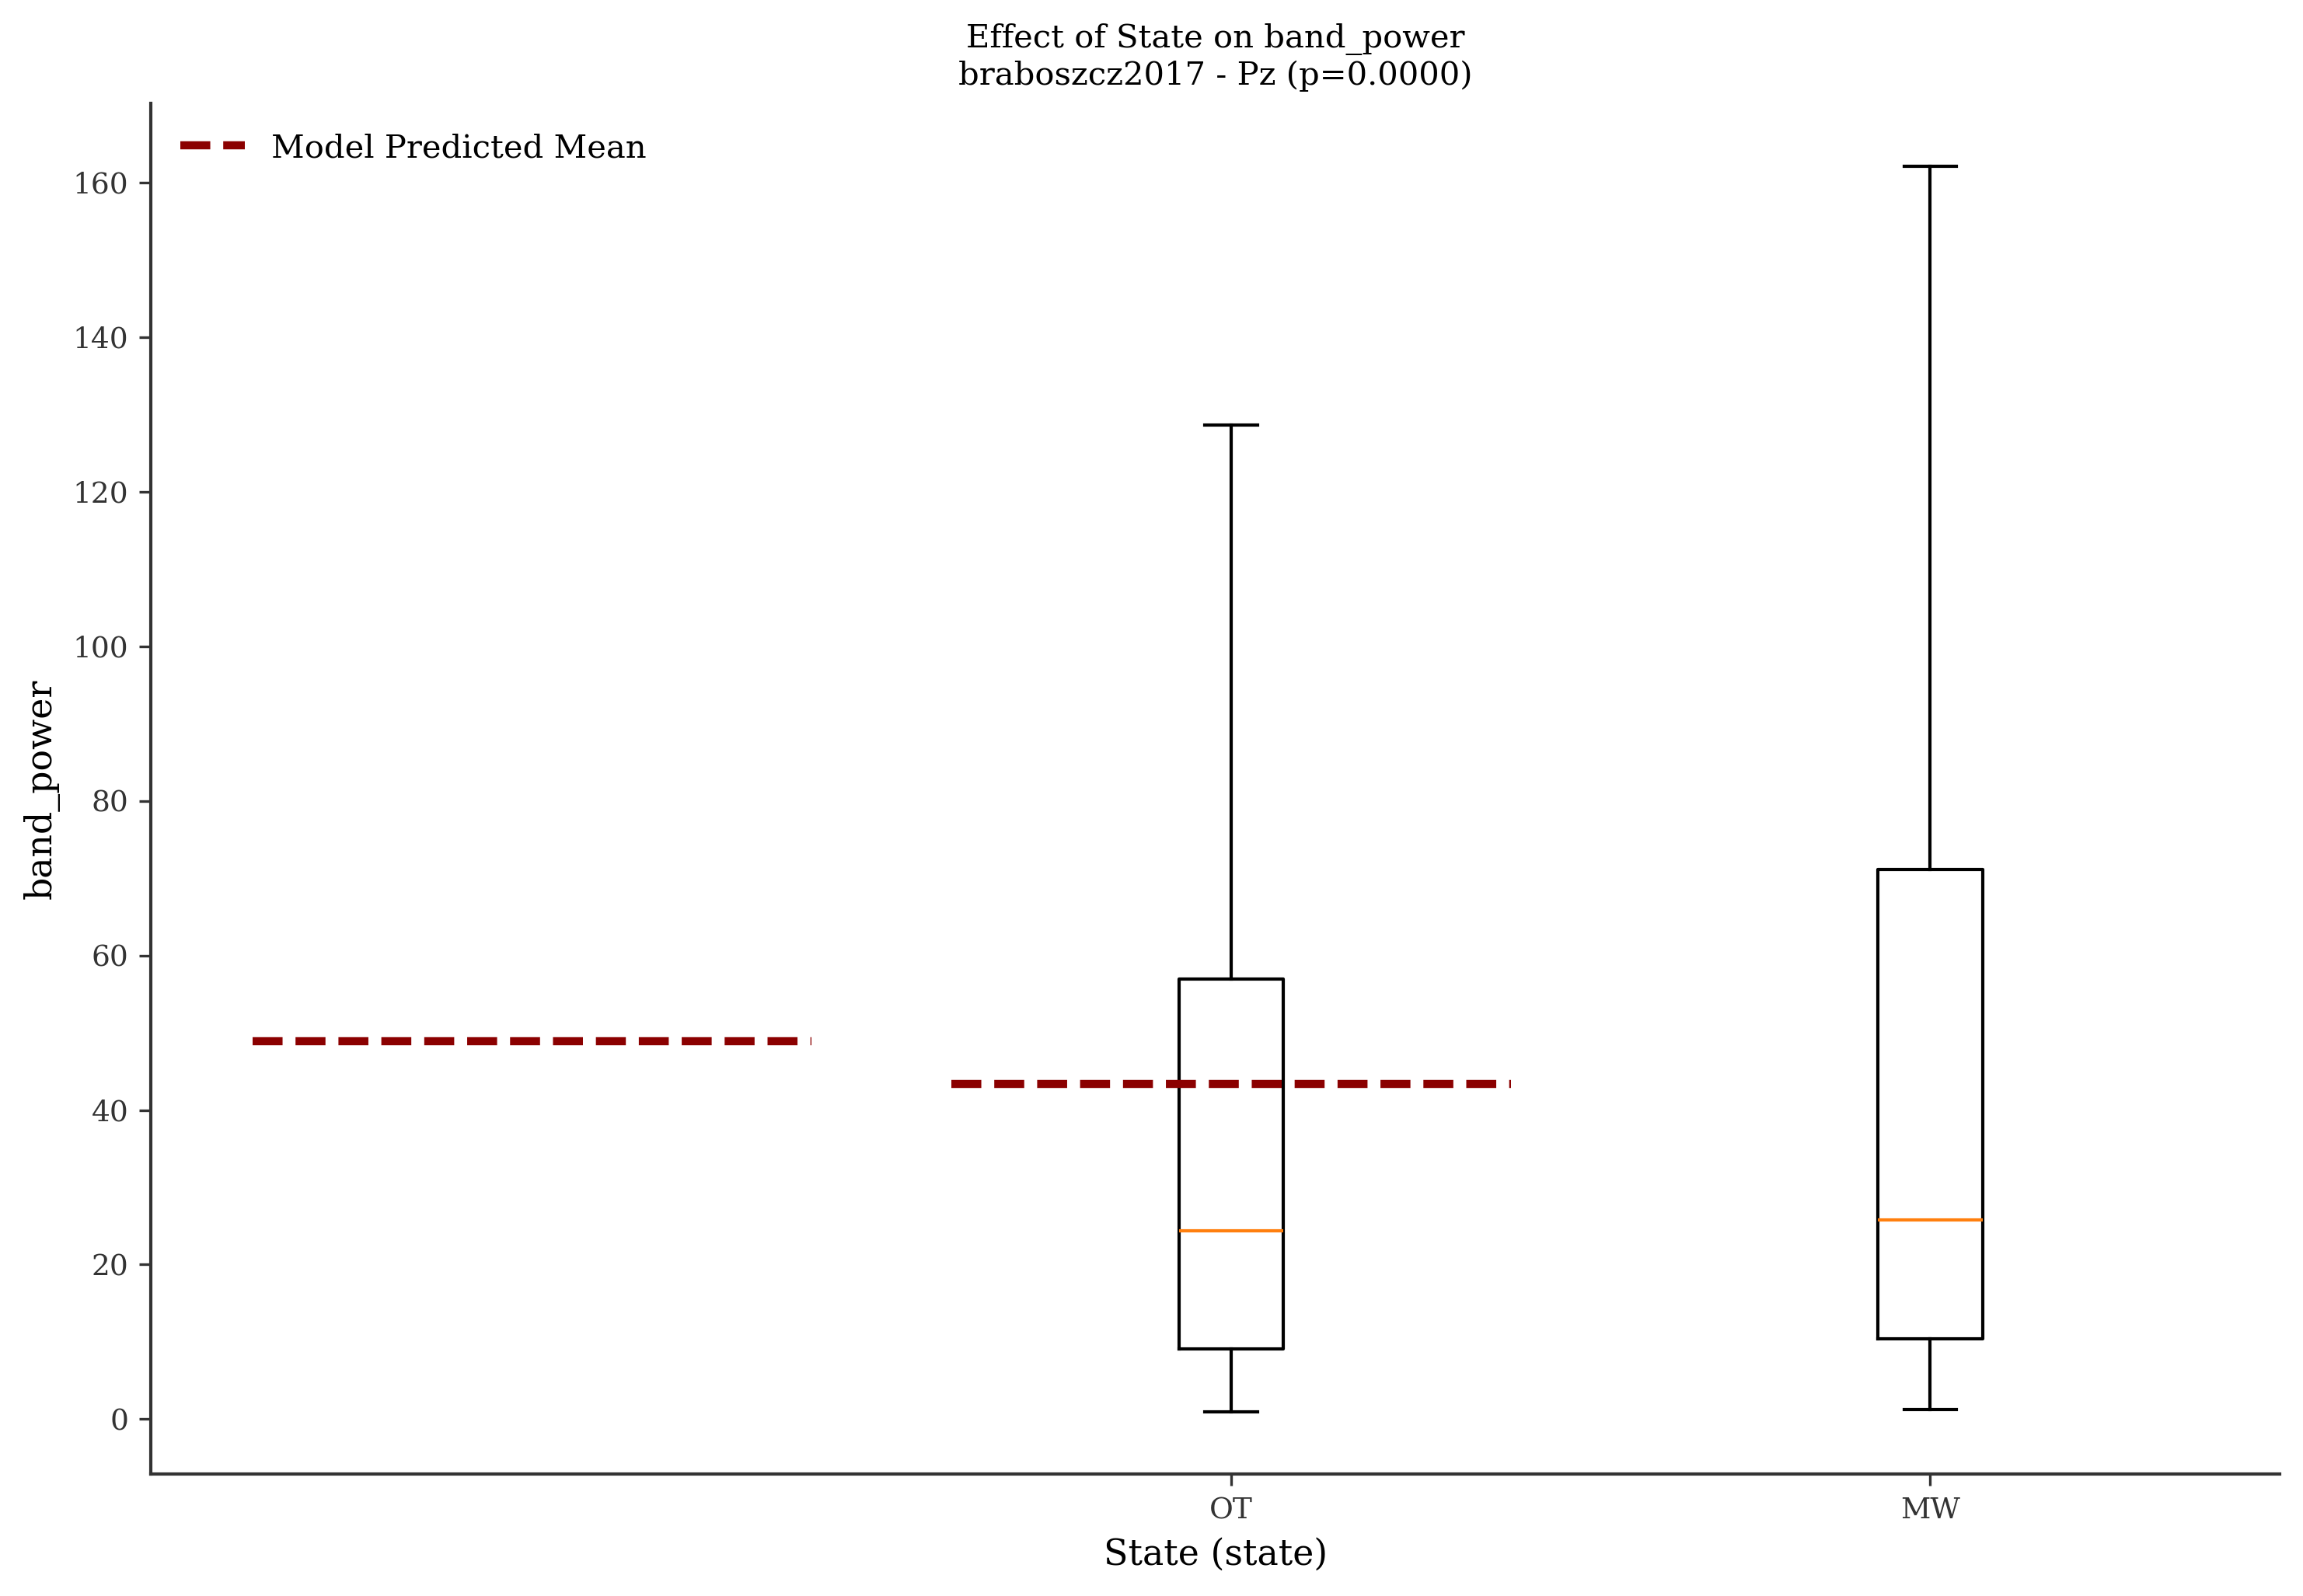 Effect of State on band_power
braboszcz2017 - Pz (p=0.0000)
Model Predicted Mean
160
140
120
100
80
60
40
20
0
band_power
OT
MW
State (state)